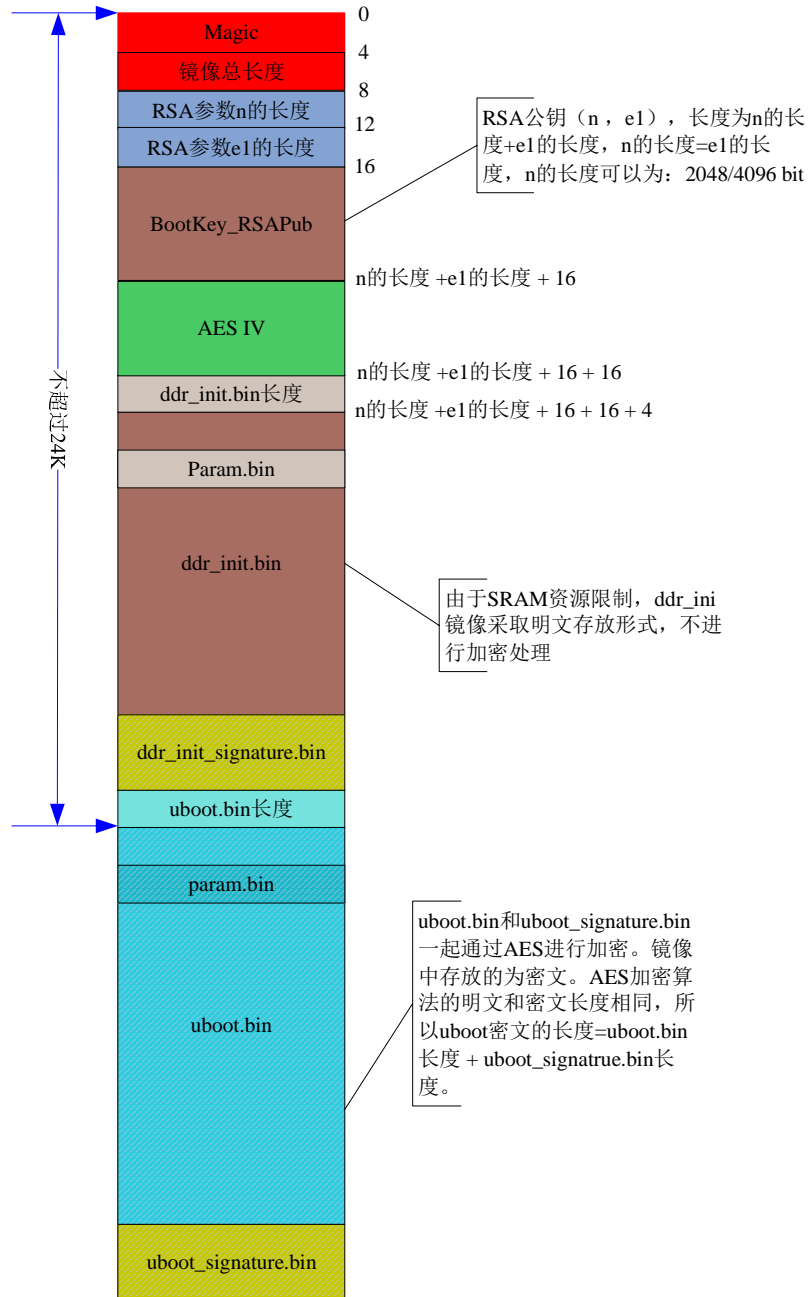 0
Magic
4
镜像总长度
8
RSA参数n的长度
12
RSA参数e1的长度
16
RSA公钥（n ，e1），长度为n的长
度+e1的长度，n的长度=e1的长
度，n的长度可以为：2048/4096 bit
BootKey_RSAPub
n的长度 +e1的长度 + 16
AES IV
n的长度 +e1的长度 + 16 + 16
ddr_init.bin长度
n的长度 +e1的长度 + 16 + 16 + 4
不超过24K
Param.bin
ddr_init.bin
由于SRAM资源限制，ddr_ini
镜像采取明文存放形式，不进
行加密处理
ddr_init_signature.bin
uboot.bin长度
param.bin
uboot.bin和uboot_signature.bin
一起通过AES进行加密。镜像
中存放的为密文。AES加密算
法的明文和密文长度相同，所
以uboot密文的长度=uboot.bin
长度 + uboot_signatrue.bin长
度。
uboot.bin
uboot_signature.bin